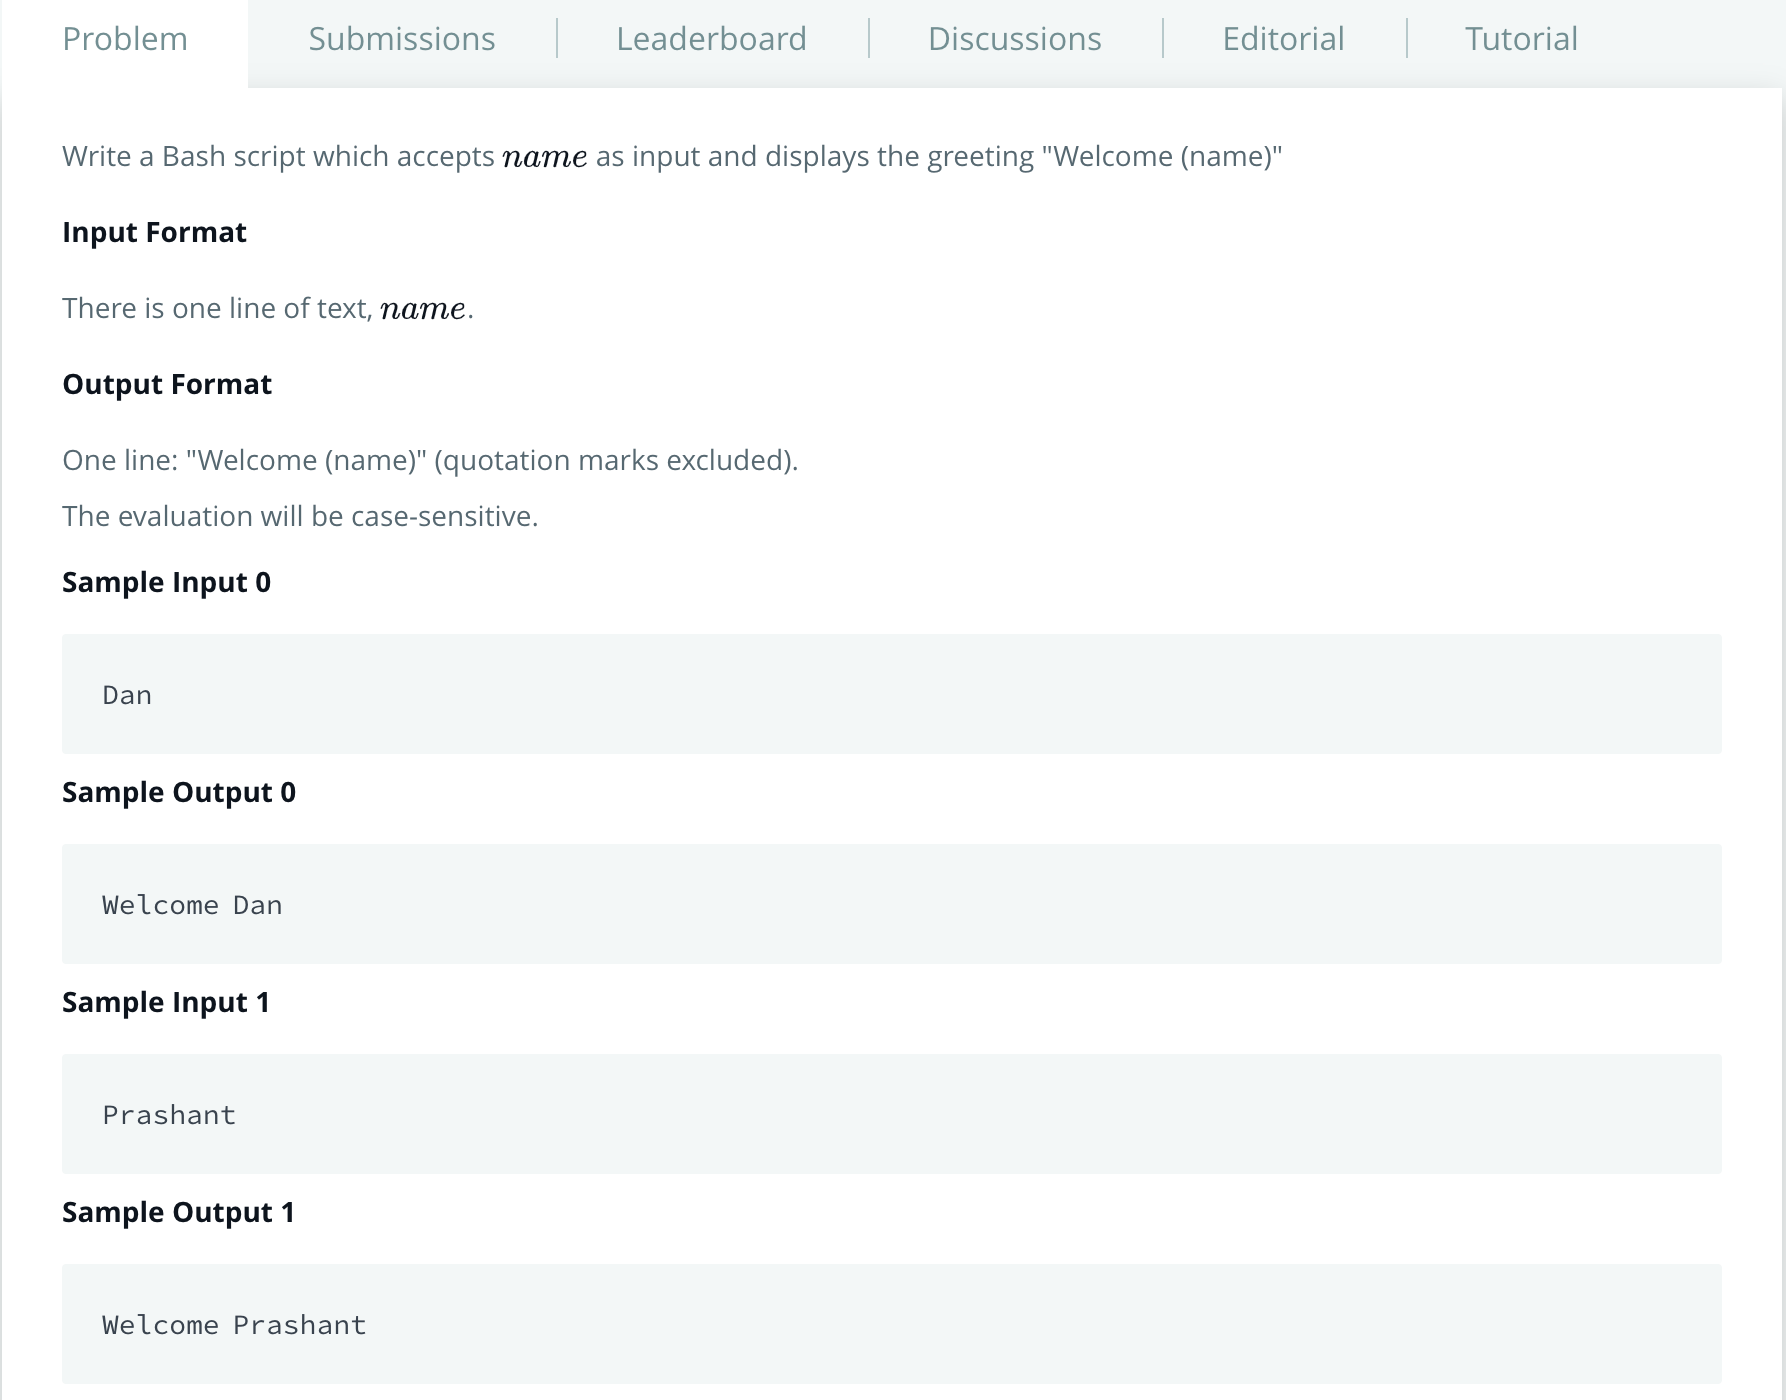 Problem Submissions Leaderboard Discussions Editorial Tutorial
Write a Bash script which accepts name as input and displays the greeting "Welcome (name)"
Input Format
There is one line of text, name.
Output Format
One line: "Welcome (name)" (quotation marks excluded).
The evaluation will be case-sensitive.
Sample Input 0
Dan
Sample Output 0
Welcome Dan
Sample Input 1
Prashant
Sample Output 1
Welcome Prashant